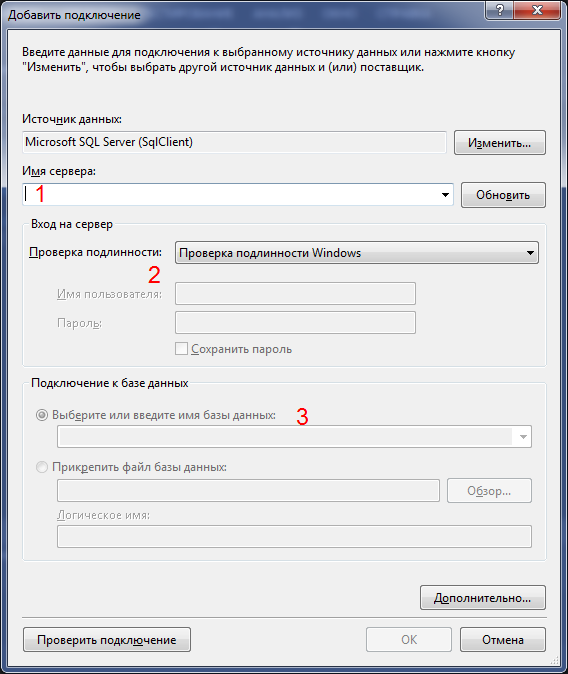 Добавить подключение
Введите данные для подключения к выбранному источнику данных или нажмите кнопку
"Изменить", чтобы выбрать другой источник данных и (или) поставщик.
Источник данных:
Microsoft SQL Server (SqlClient)
Изменить...
Имя сервера:
1
Обновить
Вход на сервер
Проверка подлинности:
Проверка подлинности Windows
2
Имя пользователя:
Пароль:
Сохранить пароль
Подключение к базе данных
Выберите или введите имя базы данных:
3
Прикрепить файл базы данных:
Обзор...
Логическое имя:
Дополнительно...
Проверить подключение
ОК
Отмена